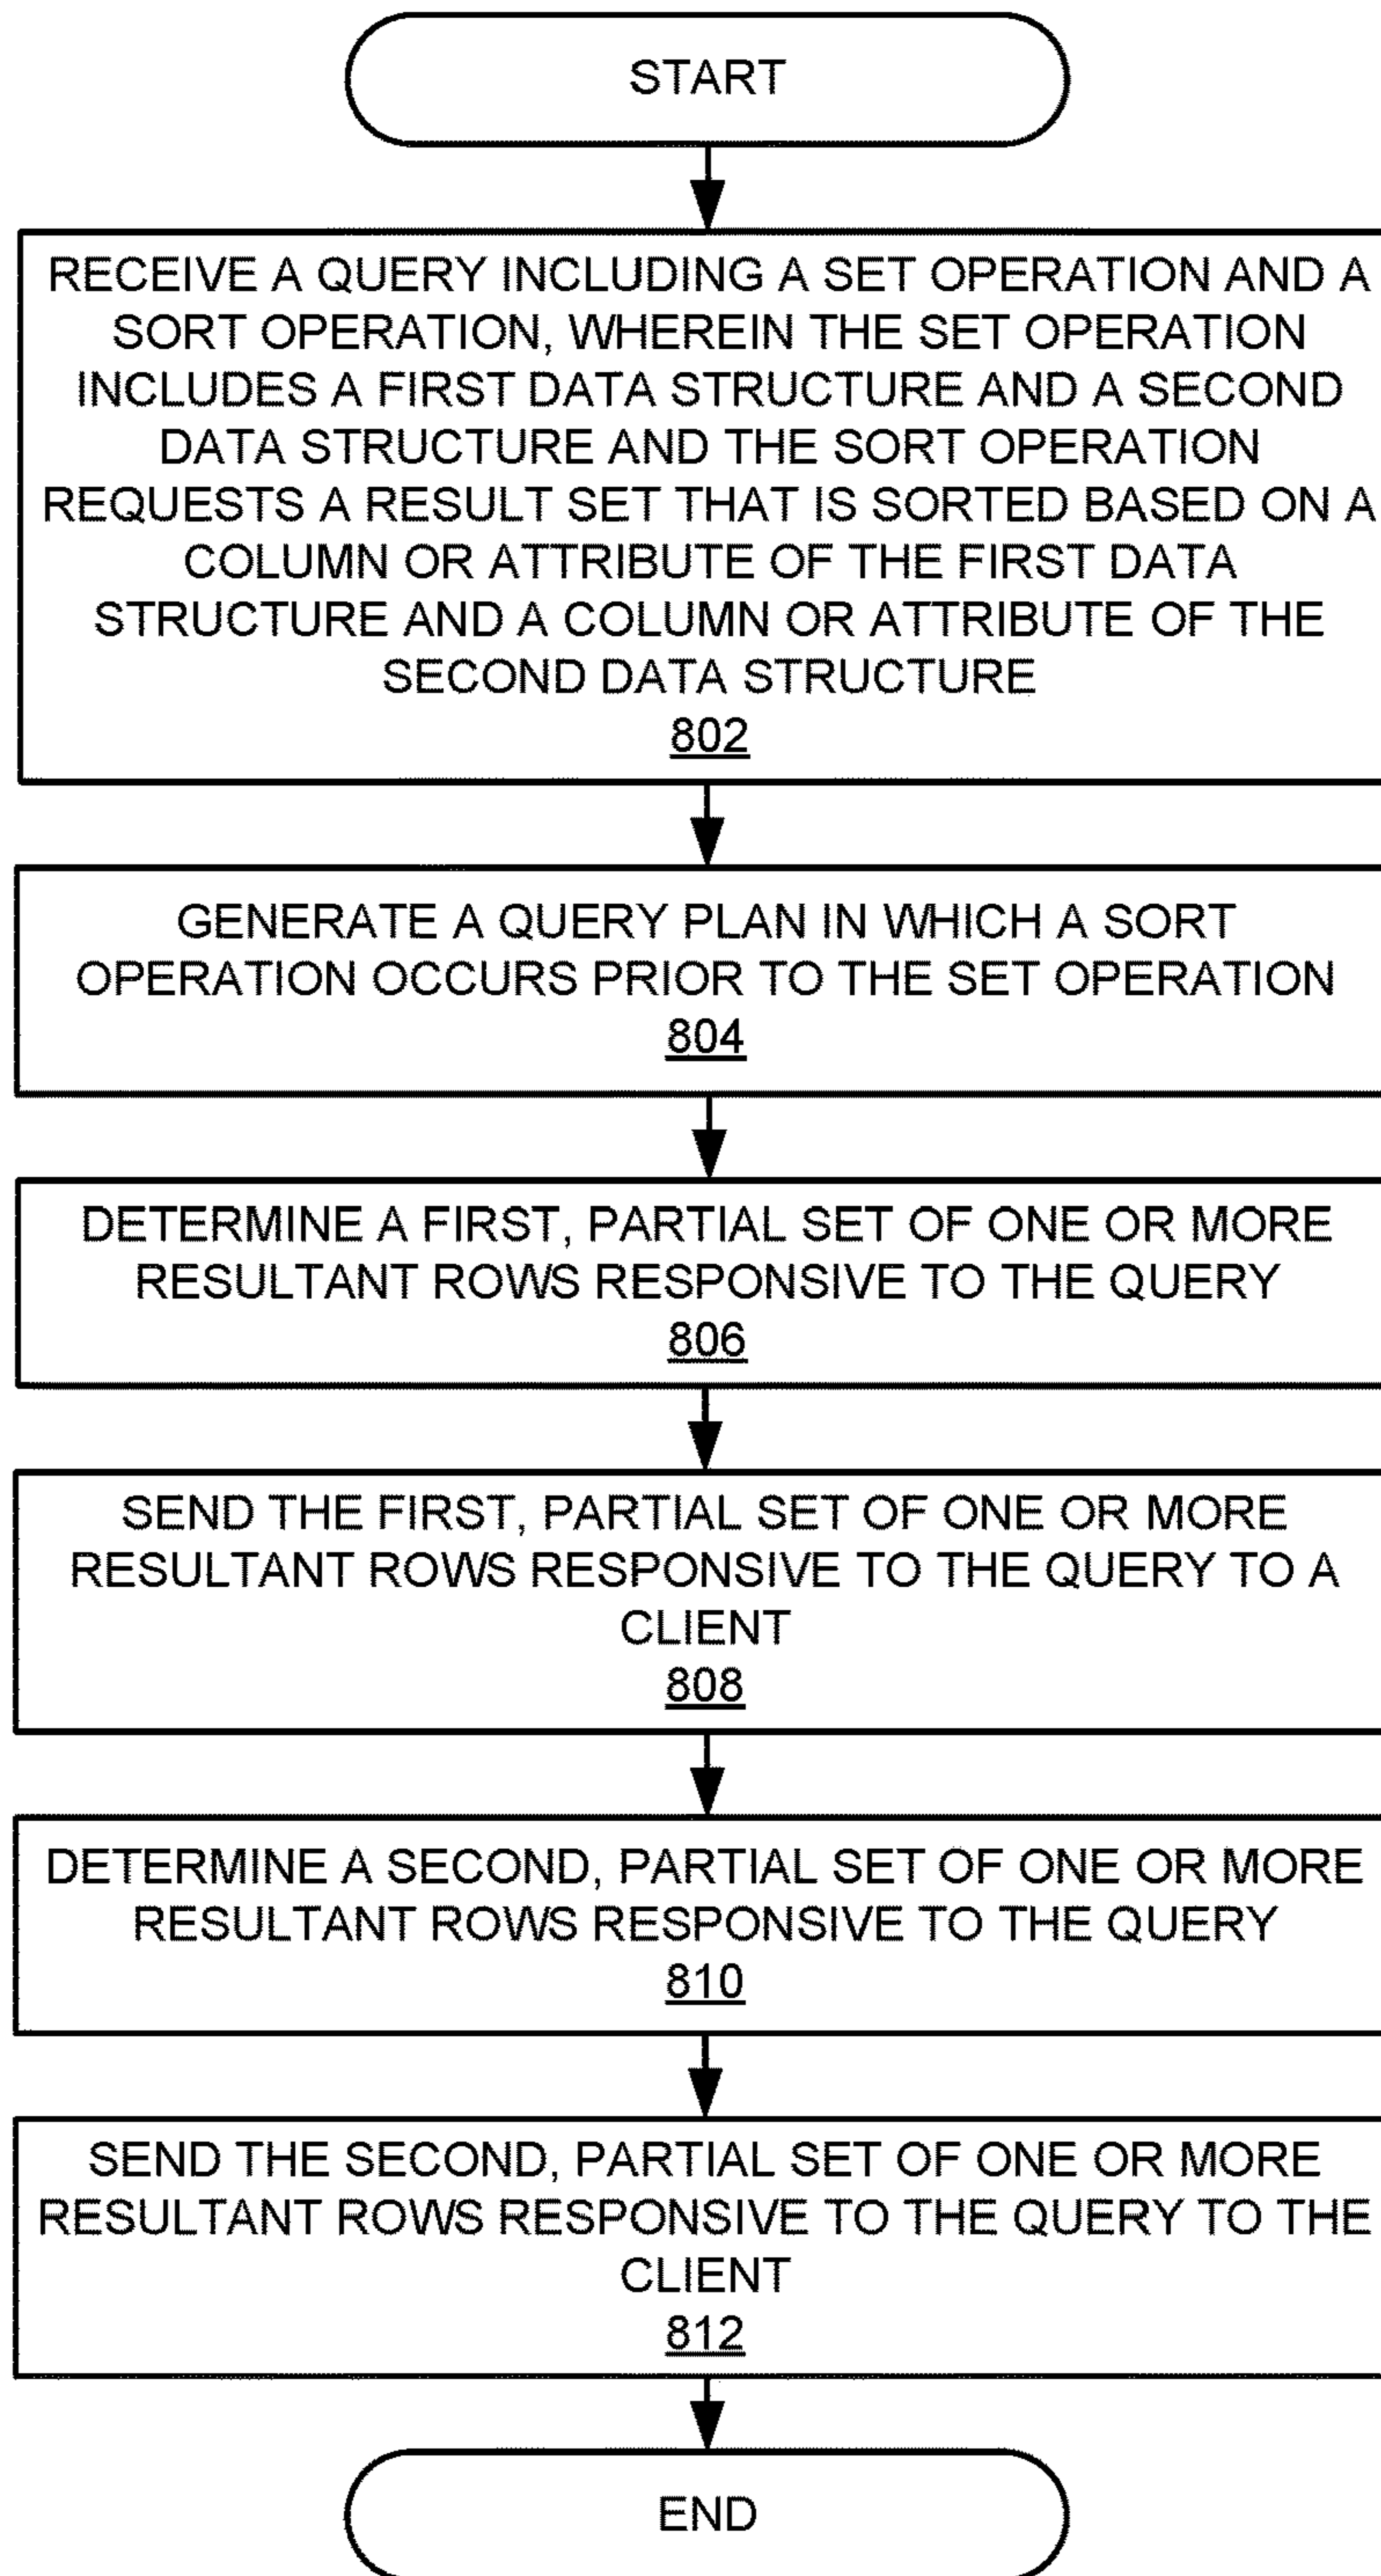 START
RECEIVE A QUERY INCLUDING A SET OPERATION AND A
SORT OPERATION, WHEREIN THE SET OPERATION
INCLUDES A FIRST DATA STRUCTURE AND A SECOND
DATA STRUCTURE AND THE SORT OPERATION
REQUESTS A RESULT SET THAT IS SORTED BASED ON A
COLUMN OR ATTRIBUTE OF THE FIRST DATA
STRUCTURE AND A COLUMN OR ATTRIBUTE OF THE
SECOND DATA STRUCTURE
802
GENERATE A QUERY PLAN IN WHICH A SORT
OPERATION OCCURS PRIOR TO THE SET OPERATION
804
DETERMINE A FIRST, PARTIAL SET OF ONE OR MORE
RESULTANT ROWS RESPONSIVE TO THE QUERY
806
SEND THE FIRST, PARTIAL SET OF ONE OR MORE
RESULTANT ROWS RESPONSIVE TO THE QUERY TO A
CLIENT
808
DETERMINE A SECOND, PARTIAL SET OF ONE OR MORE
RESULTANT ROWS RESPONSIVE TO THE QUERY
810
SEND THE SECOND, PARTIAL SET OF ONE OR MORE
RESULTANT ROWS RESPONSIVE TO THE QUERY TO THE
CLIENT
812
END